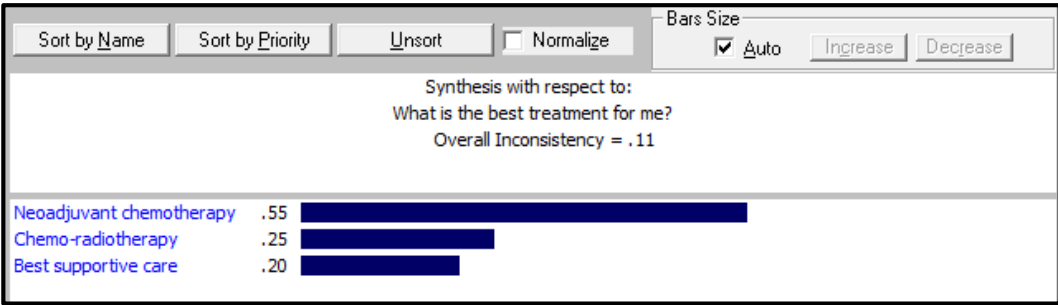 Bars Size
Sort by Name Sort by Priority Unsort Normalize Auto Increase Decrease
Synthesis with respect to:
What is the best treatment for me?
Overall Inconsistency = .11
Neoadjuvant chemotherapy .55
Chemo-radiotherapy .25
Best supportive care .20